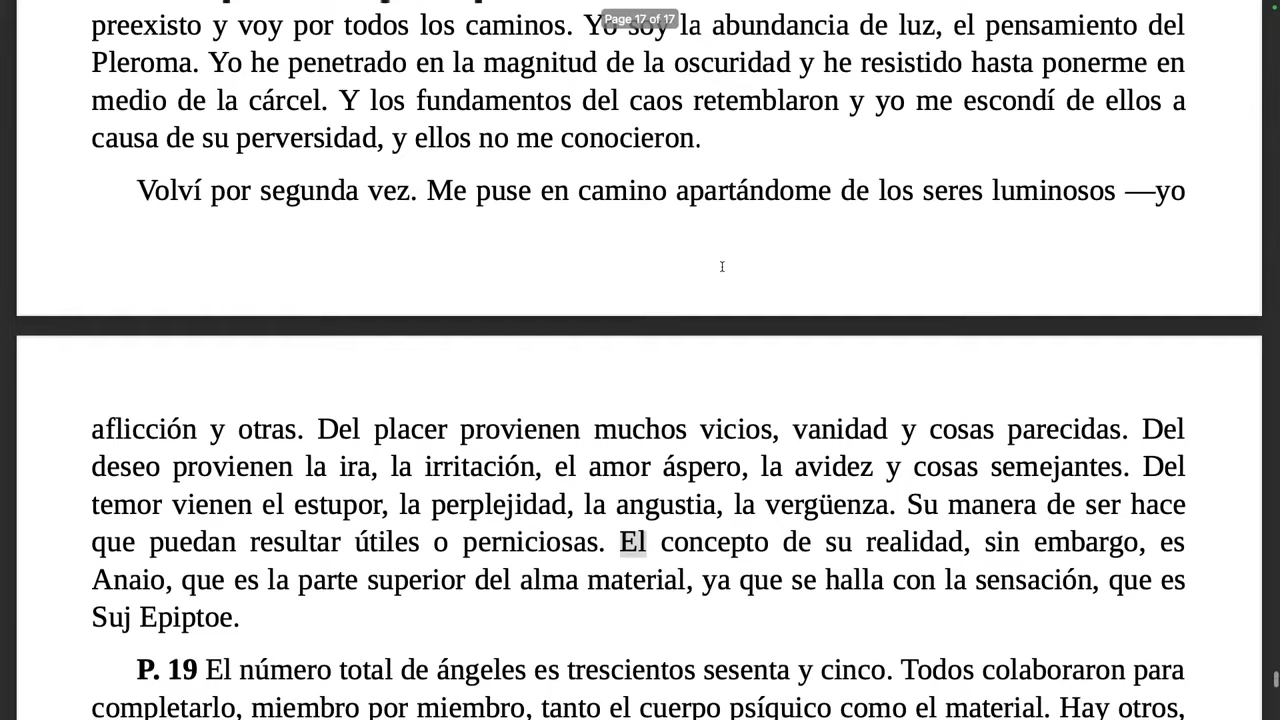 Page 17 of 17
preexisto y voy por todos los caminos. Yo soy la abundancia de luz, el pensamiento del
Pleroma. Yo he penetrado en la magnitud de la oscuridad y he resistido hasta ponerme en
medio de la cárcel. Y los fundamentos del caos retemblaron y yo me escondí de ellos a
causa de su perversidad, y ellos no me conocieron.
Volví por segunda vez. Me puse en camino apartándome de los seres luminosos —yo
aflicción y otras. Del placer provienen muchos vicios, vanidad y cosas parecidas. Del
deseo provienen la ira, la irritación, el amor áspero, la avidez y cosas semejantes. Del
temor vienen el estupor, la perplejidad, la angustia, la vergüenza. Su manera de ser hace
que puedan resultar útiles o perniciosas. El concepto de su realidad, sin embargo, es
Anaio, que es la parte superior del alma material, ya que se halla con la sensación, que es
Suj Epiptoe.
P. 19 El número total de ángeles es trescientos sesenta y cinco. Todos colaboraron para
completarlo, miembro por miembro, tanto el cuerpo psíquico como el material. Hay otros,